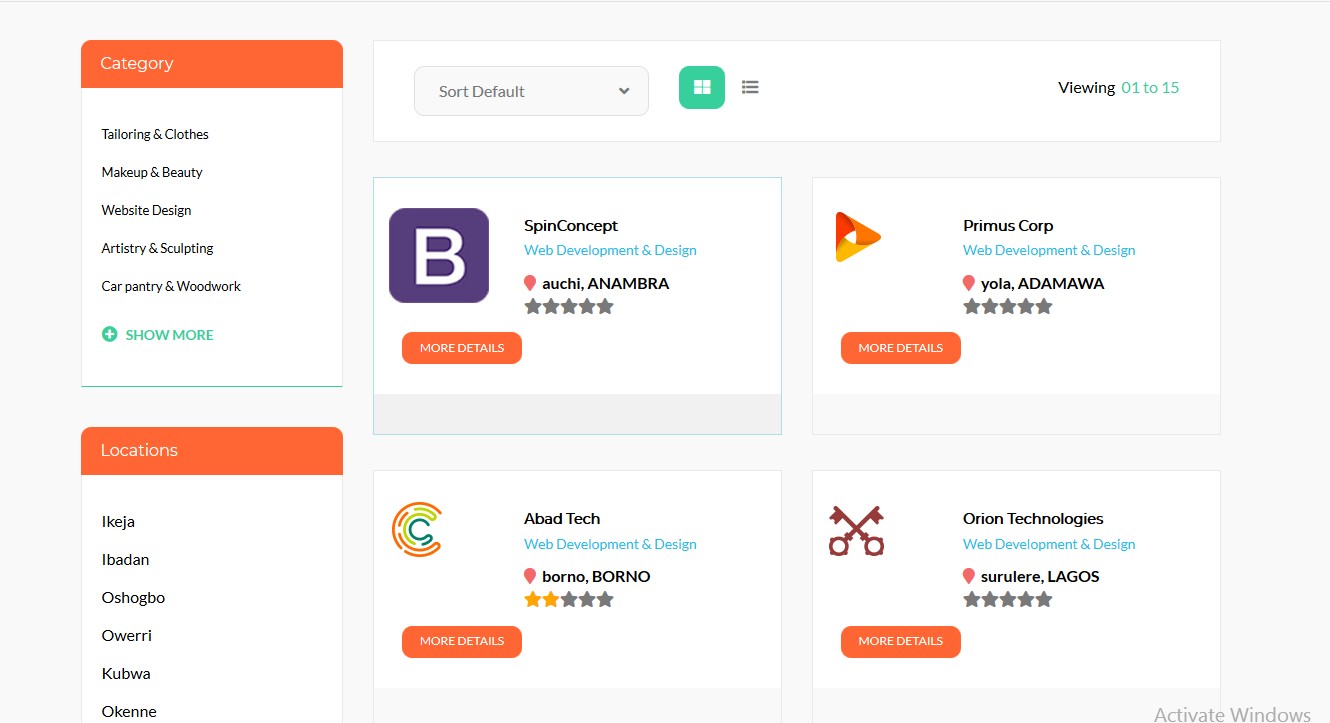 Category
Tailoring & Clothes
Makeup & Beauty
Website Design
Artistry & Sculpting
Car pantry & Woodwork
SHOW MORE
Locations
Ikeja
Ibadan
Oshogbo
Owerri
Kubwa
Okenne
Sort Default
Viewing 01 to 15
B
SpinConcept
Web Development & Design
auchi, ANAMBRA
MORE DETAILS
Primus Corp
Web Development & Design
yola, ADAMAWA
MORE DETAILS
Abad Tech
Web Development & Design
borno, BORNO
MORE DETAILS
Orion Technologies
Web Development & Design
surulere, LAGOS
MORE DETAILS
Activate Windows